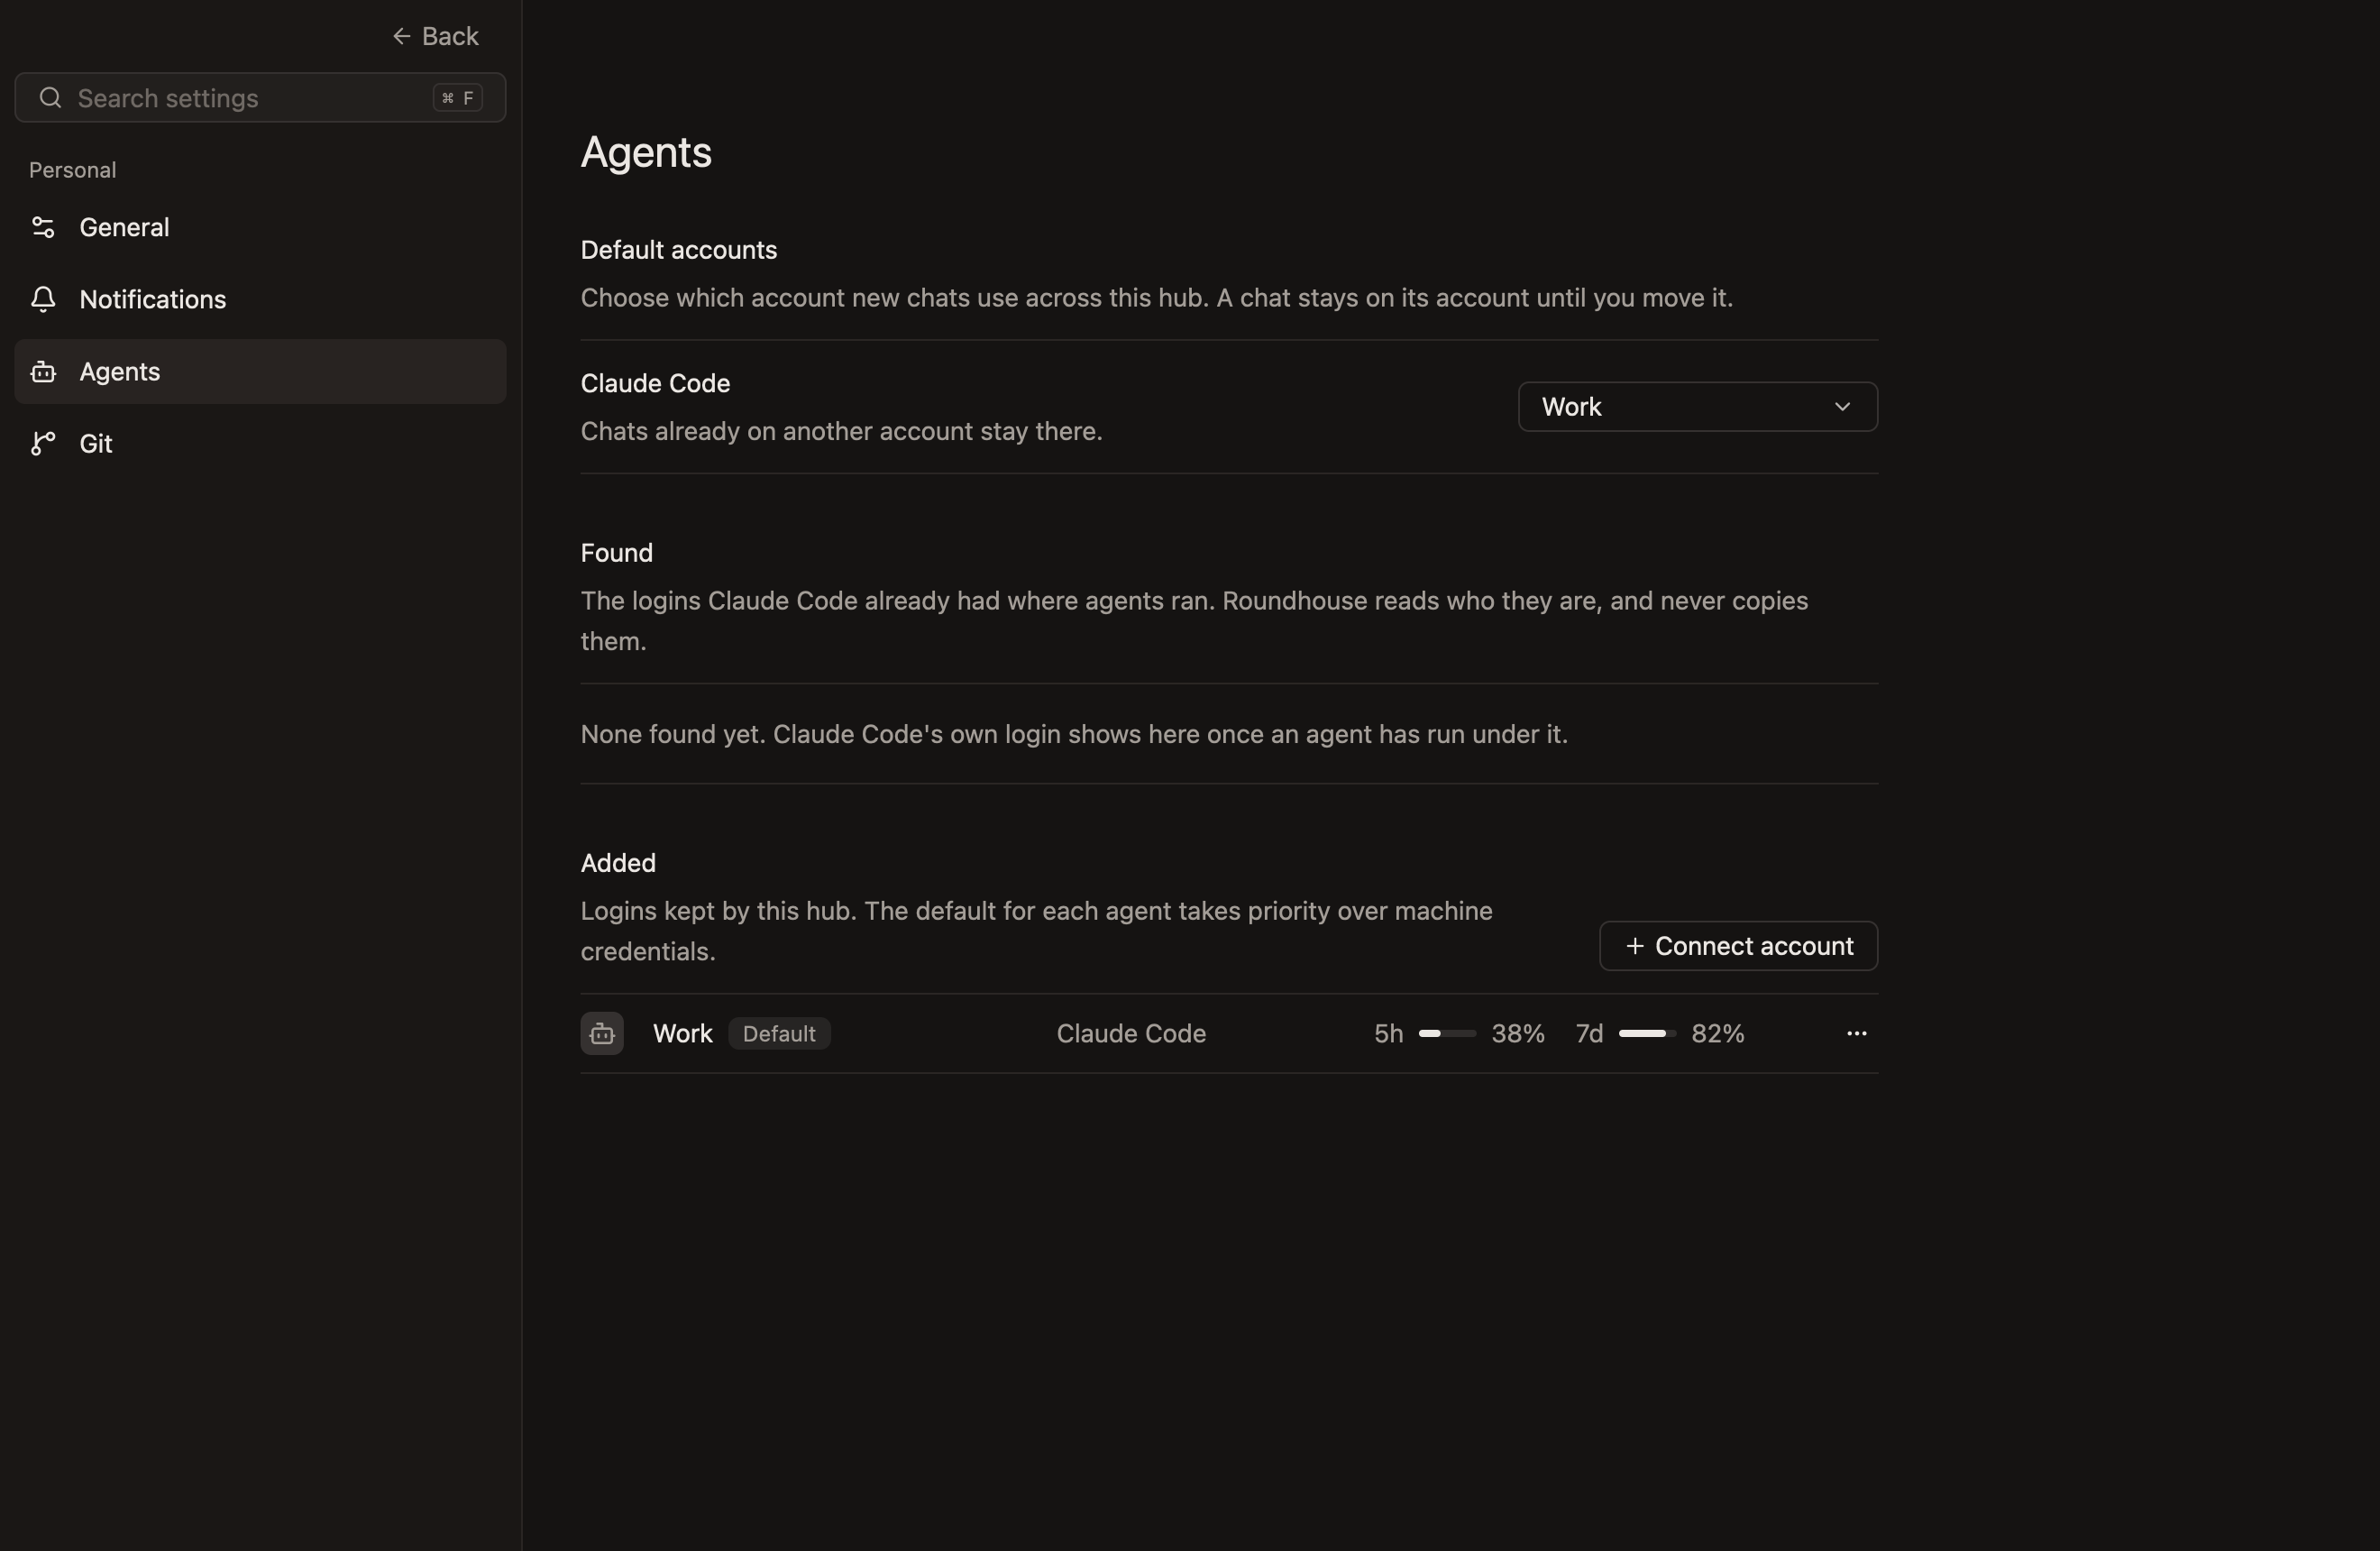 Back
Search settings
⌘ F
Personal
General
Notifications
Agents
Git
Agents
Default accounts
Choose which account new chats use across this hub. A chat stays on its account until you move it.
Claude Code
Chats already on another account stay there.
Work
Found
The logins Claude Code already had where agents ran. Roundhouse reads who they are, and never copies
them.
None found yet. Claude Code's own login shows here once an agent has run under it.
Added
Logins kept by this hub. The default for each agent takes priority over machine
credentials.
Connect account
Work Default Claude Code 5h 38% 7d 82%